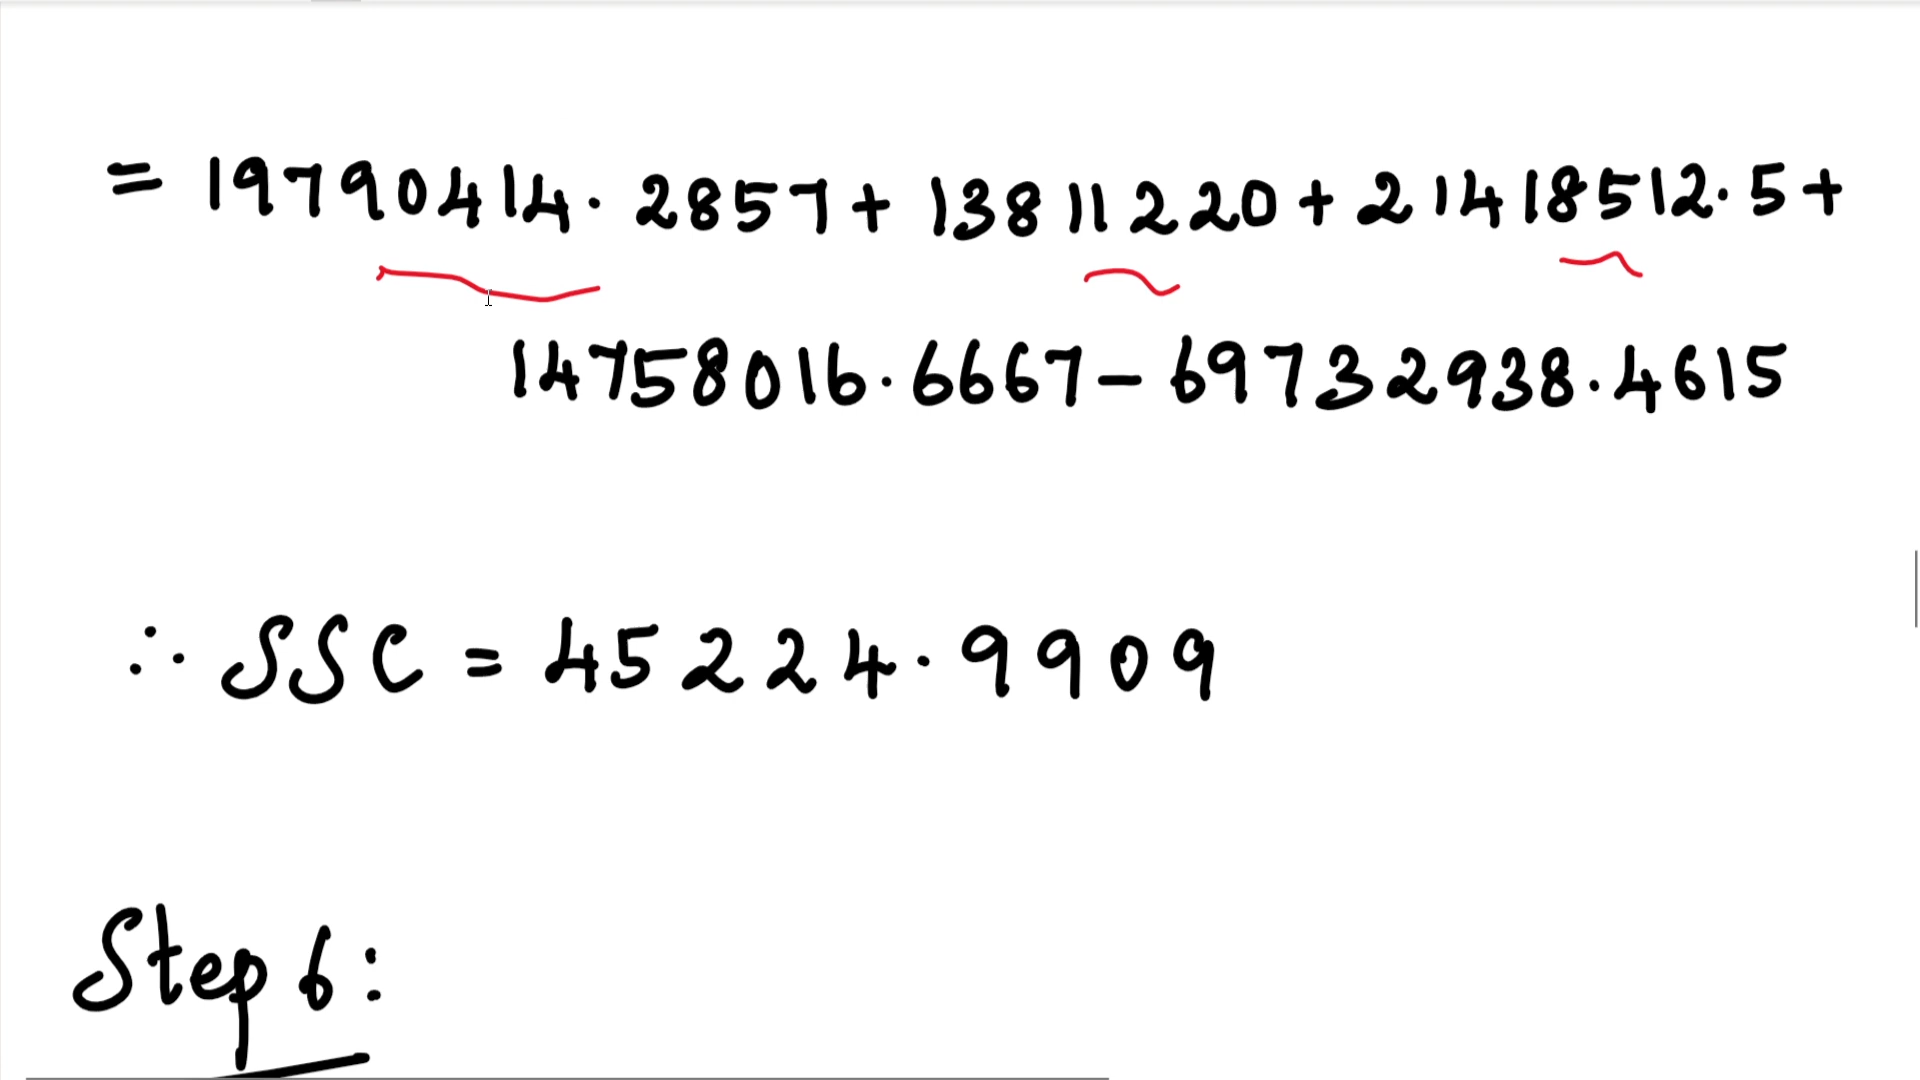 = 19790414.2857 + 13811220 + 21418512.5 +
14758016.6667 - 69732938.4615
∴ SSC = 45224.9909
Step 6: